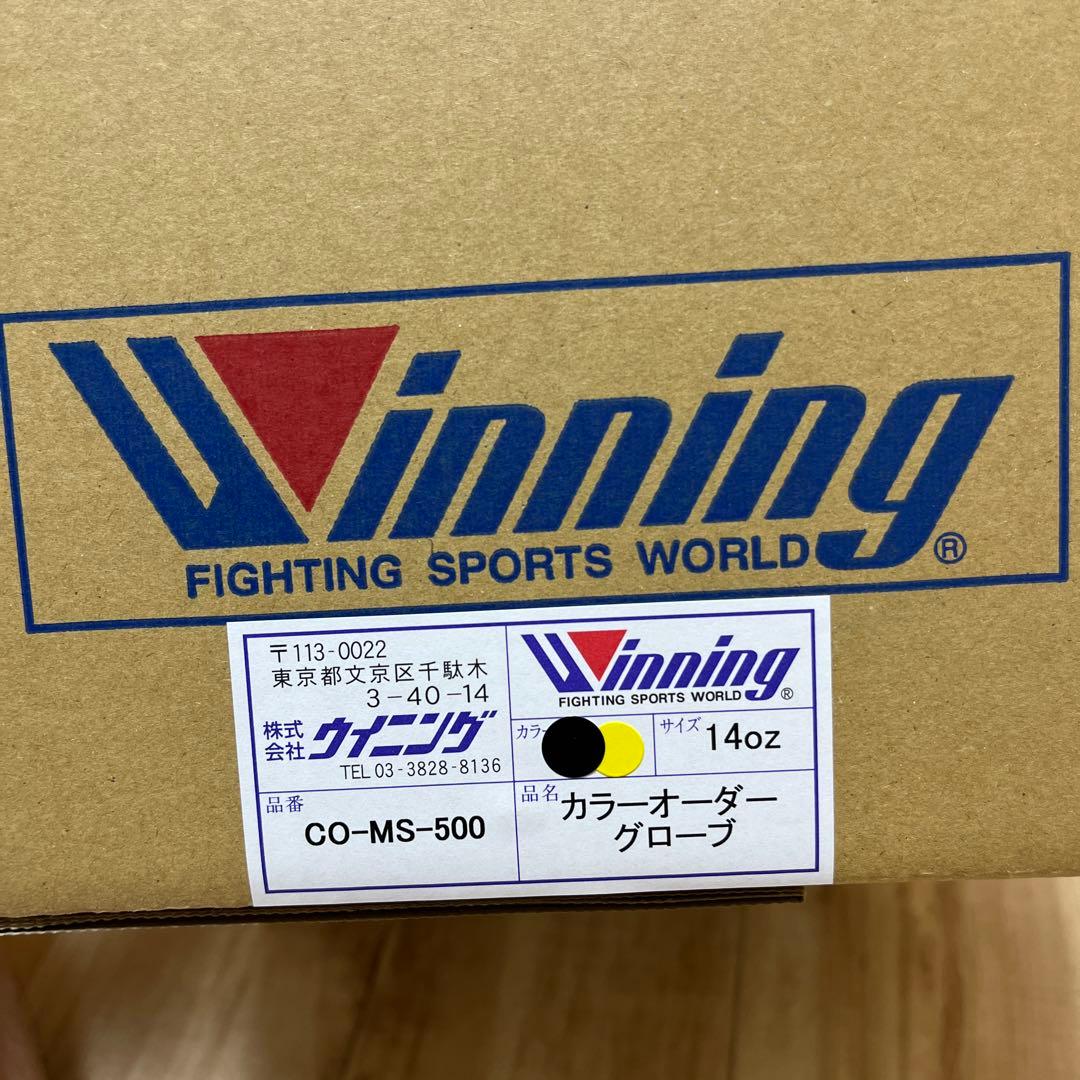 Winning
FIGHTING SPORTS WORLD®
〒113-0022
東京都文京区千駄木
3-40-14
株式会社 ウイニング
TEL 03-3828-8136
Winning
FIGHTING SPORTS WORLD®
カラー
サイズ 14oz
品番
CO-MS-500
品名 カラーオーダー
グローブ